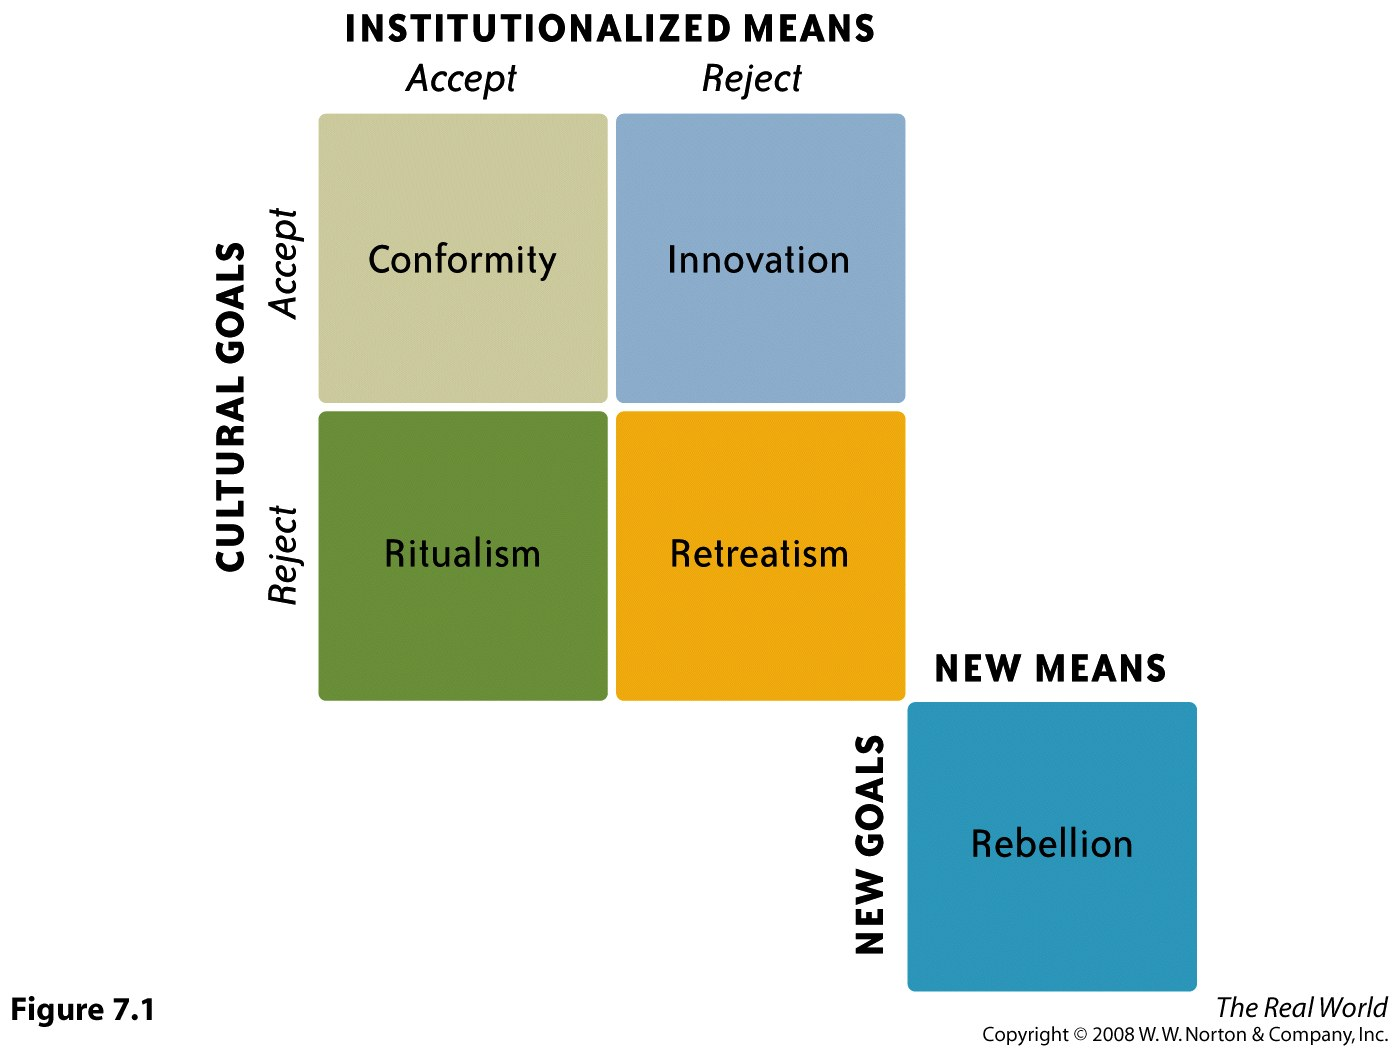 INSTITUTIONALIZED MEANS
Accept
Reject
CULTURAL GOALS
Accept
Conformity
Innovation
Reject
Ritualism
Retreatism
NEW MEANS
NEW GOALS
Rebellion
Figure 7.1
The Real World
Copyright © 2008 W. W. Norton & Company, Inc.